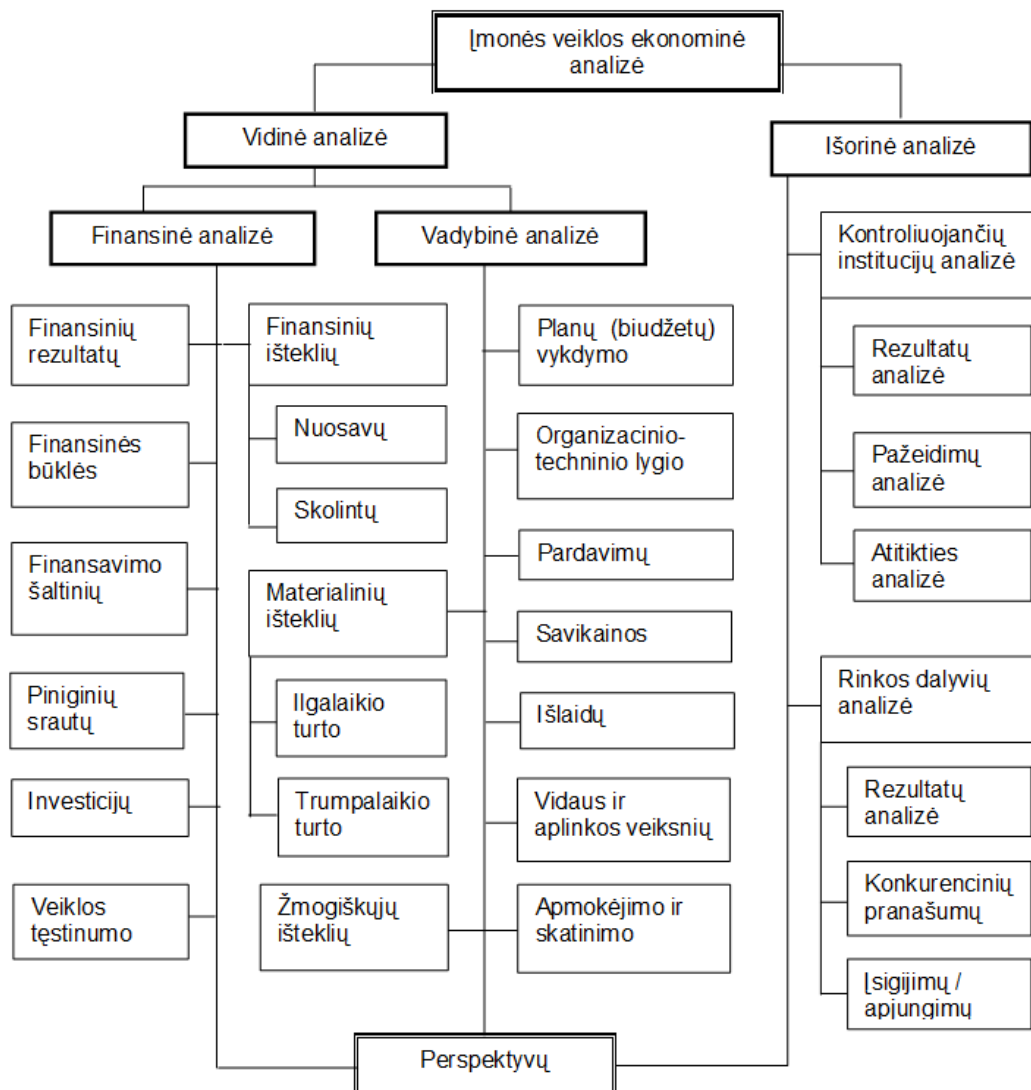 Įmonės veiklos ekonominė
analizė
Vidinė analizė
Išorinė analizė
Finansinė analizė
Vadybinė analizė
Finansinių
rezultatų
Finansinės
būklės
Finansavimo
šaltinių
Piniginių
srautų
Investicijų
Veiklos
tęstinumo
Finansinių
išteklių
Nuosavų
Skolintų
Materialinių
išteklių
Ilgalaikio
turto
Trumpalaikio
turto
Žmogiškųjų
išteklių
Planų (biudžetų)
vykdymo
Organizacinio-
techninio lygio
Pardavimų
Savikainos
Išlaidų
Vidaus ir
aplinkos veiksnių
Apmokėjimo ir
skatinimo
Kontroliuojančių
institucijų analizė
Rezultatų
analizė
Pažeidimų
analizė
Atitikties
analizė
Rinkos dalyvių
analizė
Rezultatų
analizė
Konkurencinių
pranašumų
Įsigijimų /
apjungimų
Perspektyvų